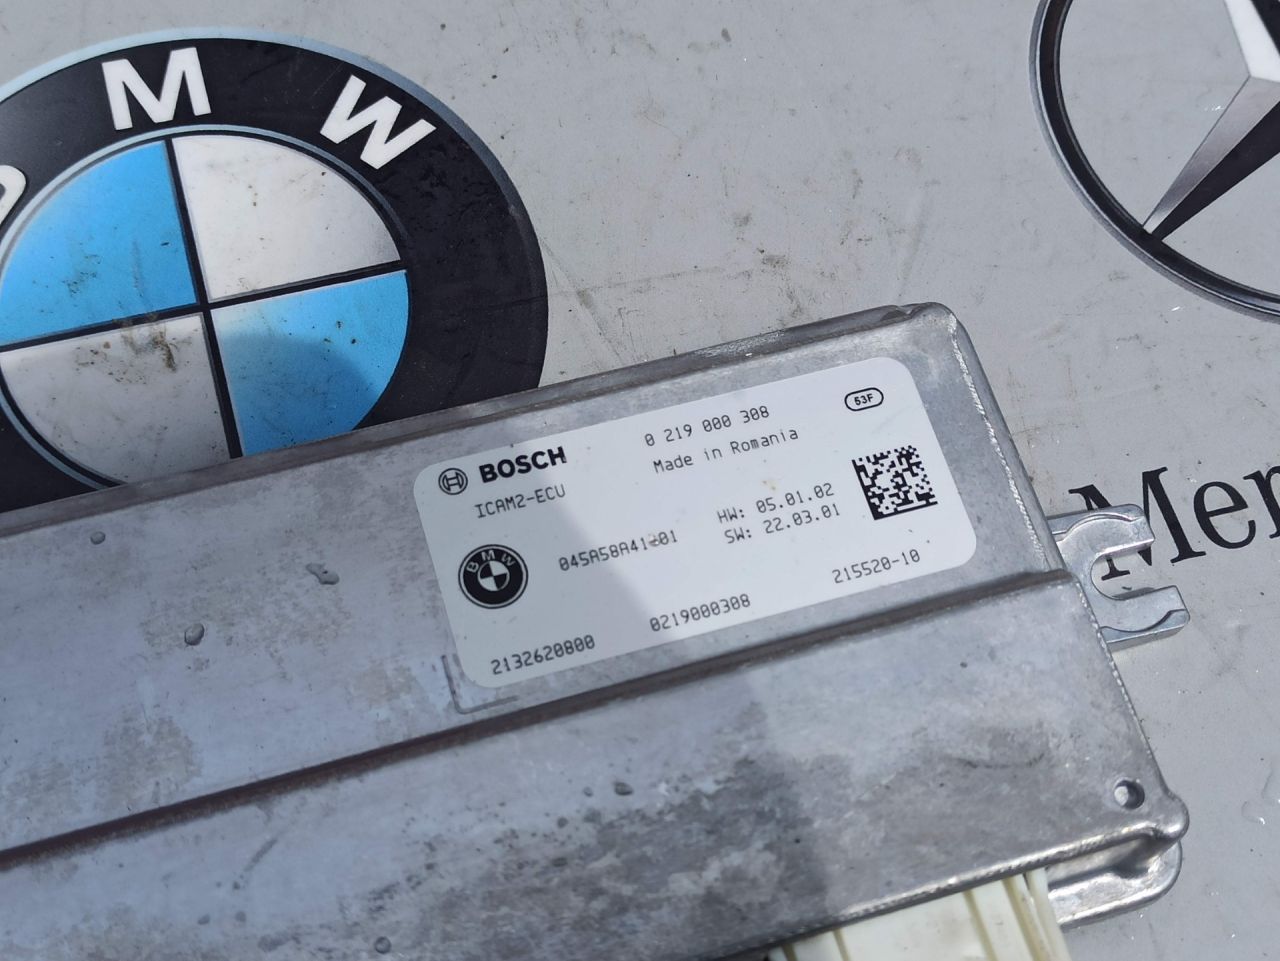 B M W
Mer
BOSCH
0 219 000 308
53F
Made in Romania
ICAM2-ECU
HW: 05.01.02
SW: 22.03.01
BMW
215520-10
0219000308
2132620800